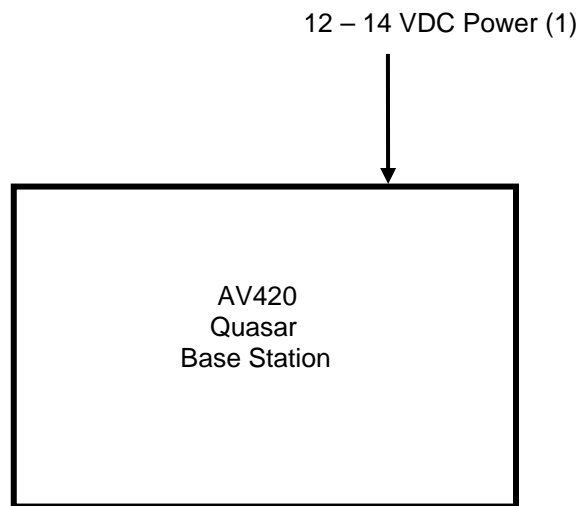 12 – 14 VDC Power (1)
AV420
Quasar
Base Station